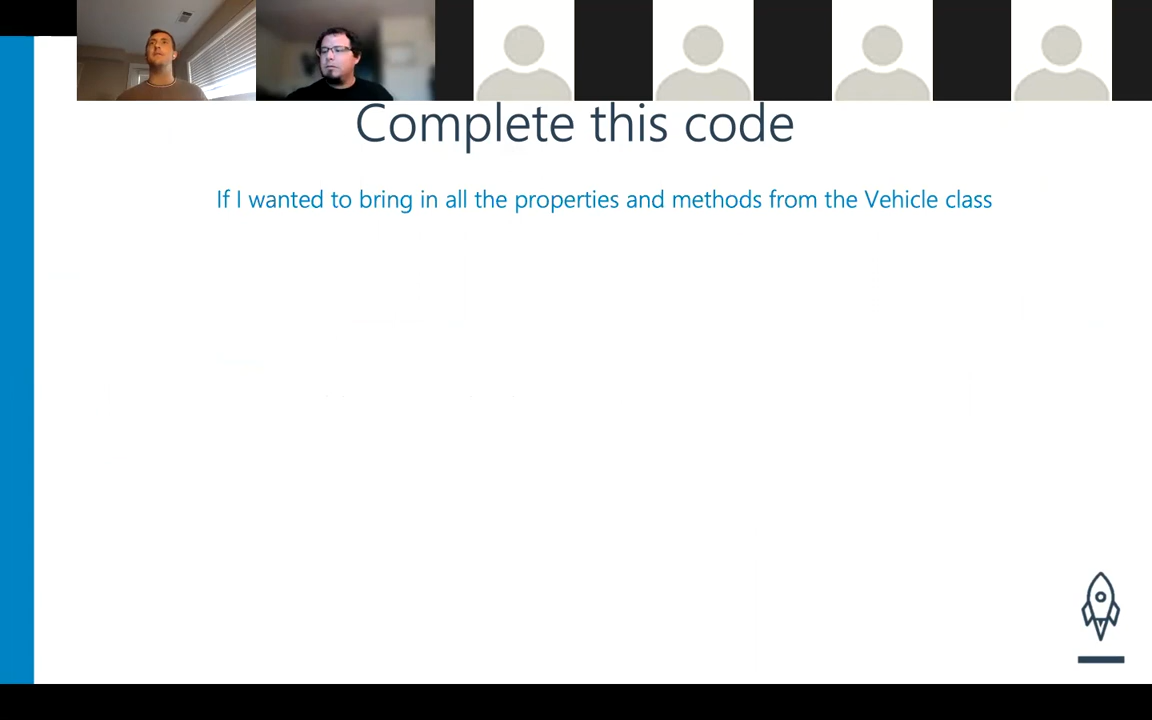 Complete this code
If I wanted to bring in all the properties and methods from the Vehicle class